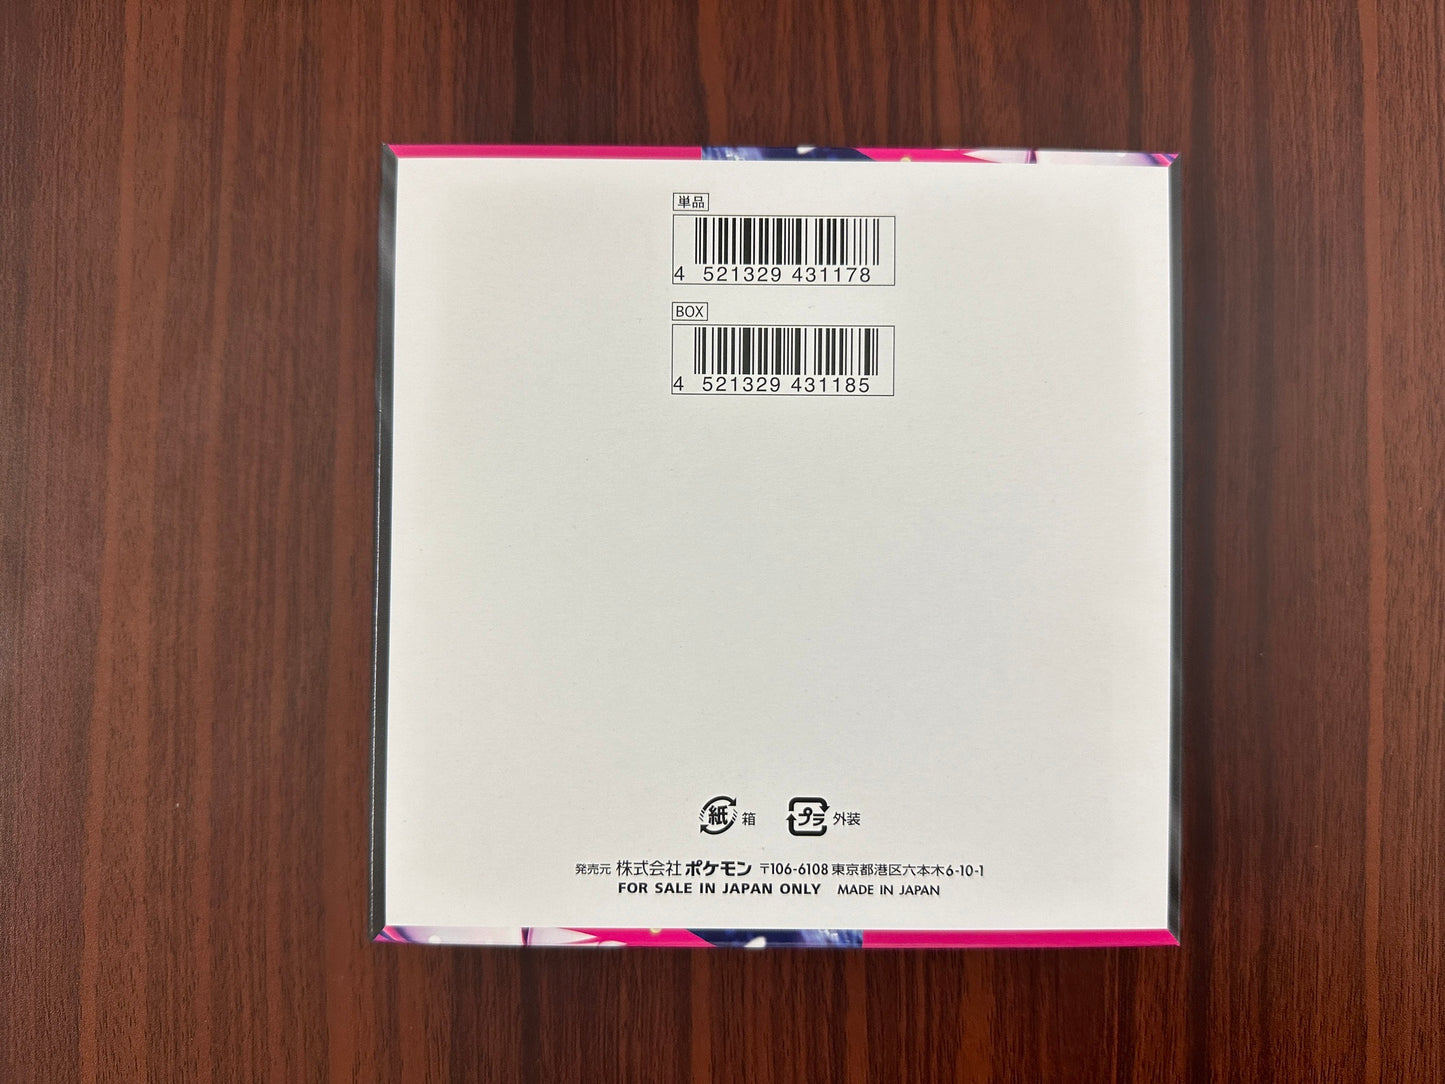 単品
4 521329 431178
BOX
4 521329 431185
紙 箱 プラ 外装
発売元 株式会社 ポケモン 〒106-6108 東京都港区六本木6-10-1
FOR SALE IN JAPAN ONLY MADE IN JAPAN